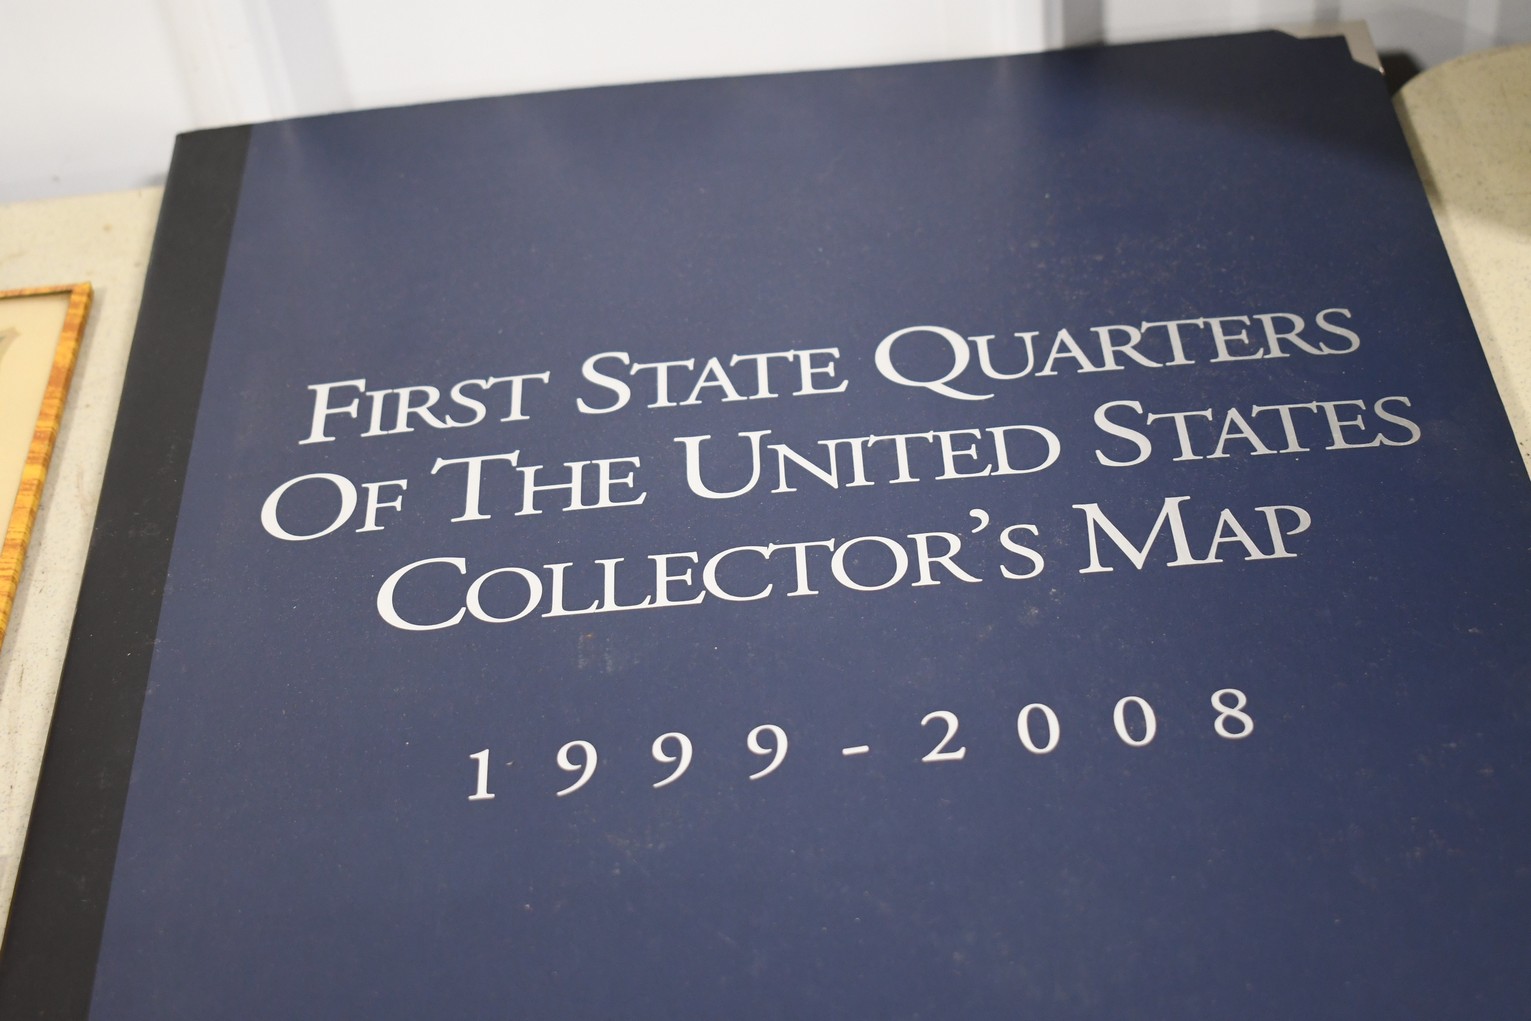 First State Quarters
Of The United States
Collector's Map
1999-2008